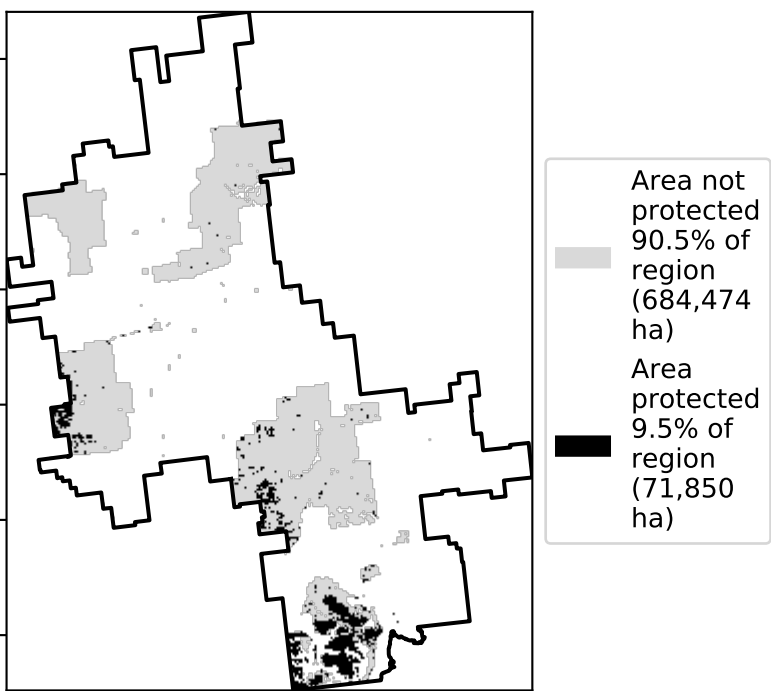 Area not
protected
90.5% of
region
(684,474
ha)
Area
protected
9.5% of
region
(71,850
ha)